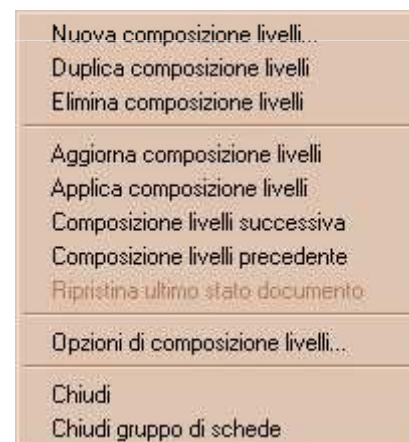 Nuova composizione livelli...
Duplica composizione livelli
Elimina composizione livelli
Aggiorna composizione livelli
Applica composizione livelli
Composizione livelli successiva
Composizione livelli precedente
Ripristina ultimo stato documento
Opzioni di composizione livelli...
Chiudi
Chiudi gruppo di schede